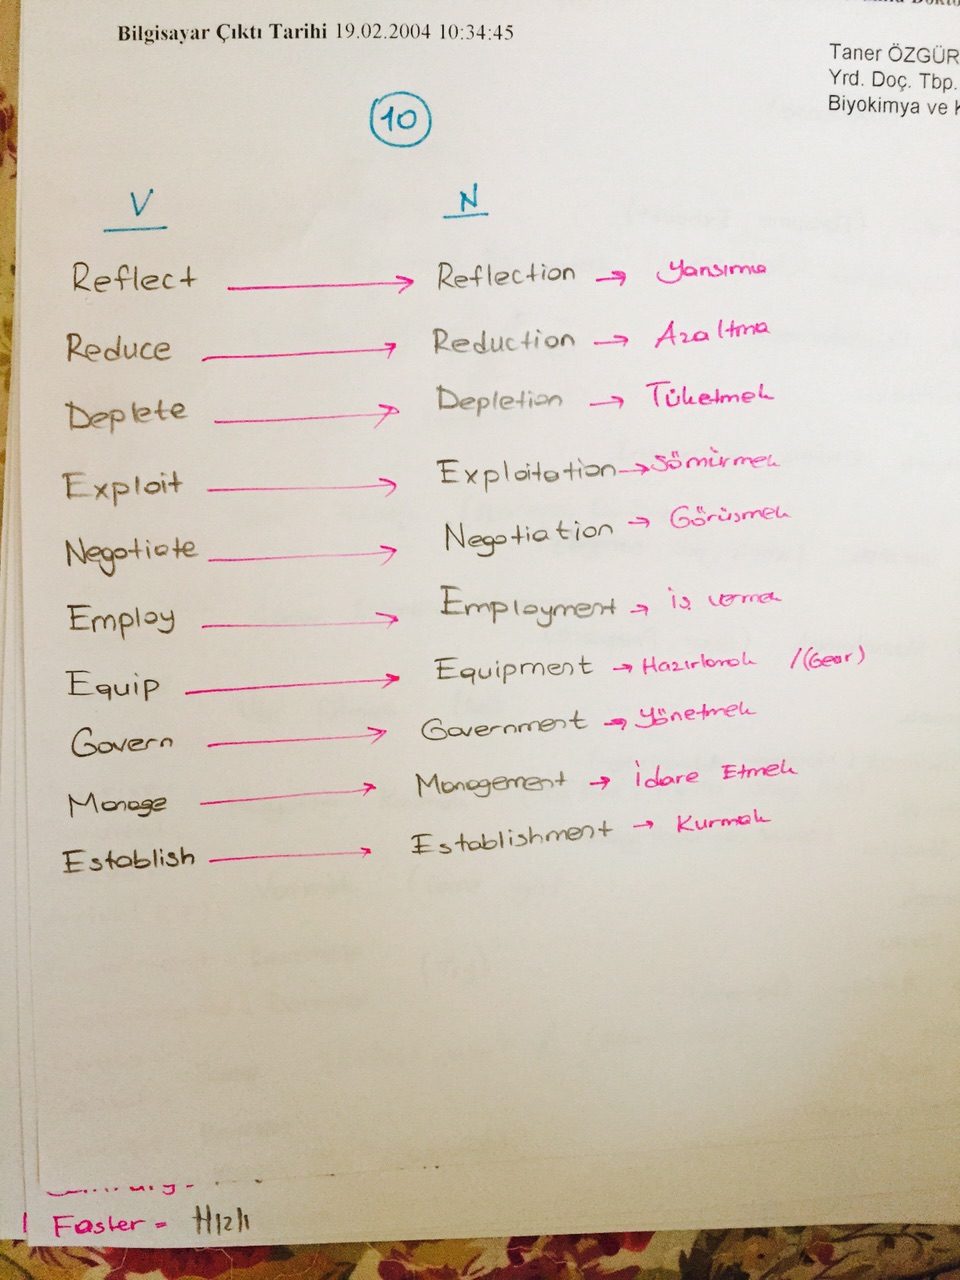 Bilgisayar Çıktı Tarihi 19.02.2004 10:34:45
Taner ÖZGÜR
Yrd. Doç. Tbp.
Biyokimya ve K
10
V N
Reflect → Reflection → Yansıma
Reduce → Reduction → Azaltma
Deplete → Depletion → Tüketmek
Exploit → Exploitation → Sömürmek
Negotiate → Negotiation → Görüşmek
Employ → Employment → İş verme
Equip → Equipment → Hazırlamak /(Gear)
Govern → Government → Yönetmek
Manage → Management → İdare Etmek
Establish → Establishment → Kurmak
Faster = Hızlı